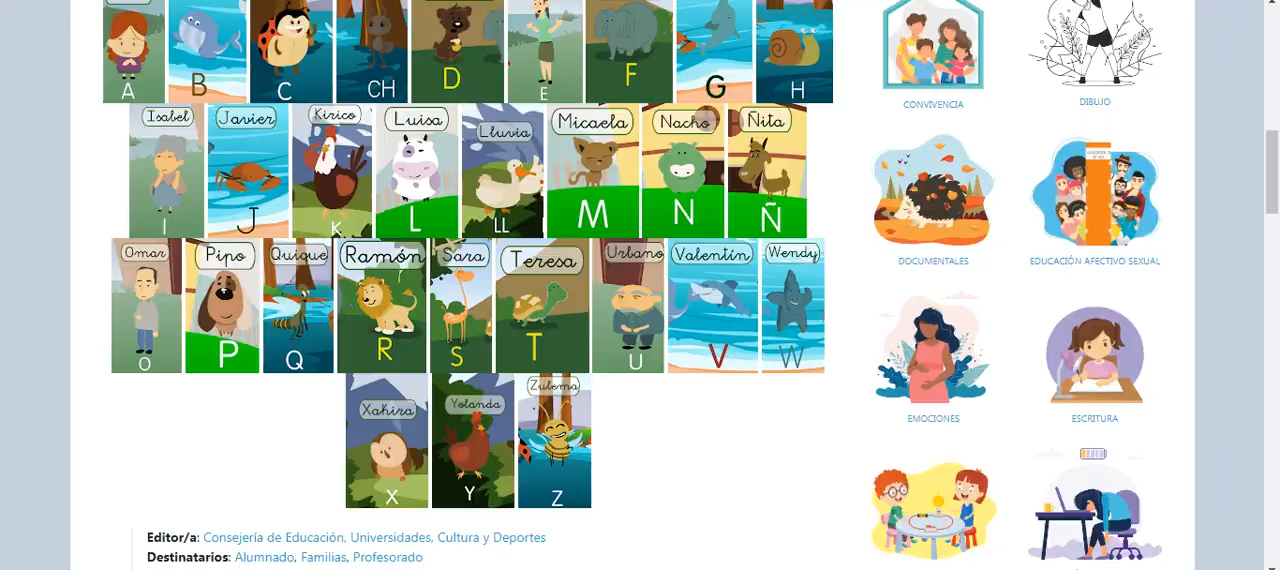 A B C CH D E F G H
Isabel Javier Kirico Luisa Lluvia Micaela Nacho Ñita
I J K L LL M N Ñ
Omar Pipo Quique Ramón Sara Teresa Urbano Valentín Wendy
O P Q R S T U V W
Xahira Yolanda Zulema
X Y Z
Editor/a: Consejería de Educación, Universidades, Cultura y Deportes
Destinatarios: Alumnado, Familias, Profesorado
CONVIVENCIA DIBUJO
DOCUMENTALES EDUCACIÓN AFECTIVO SEXUAL
EMOCIONES ESCRITURA